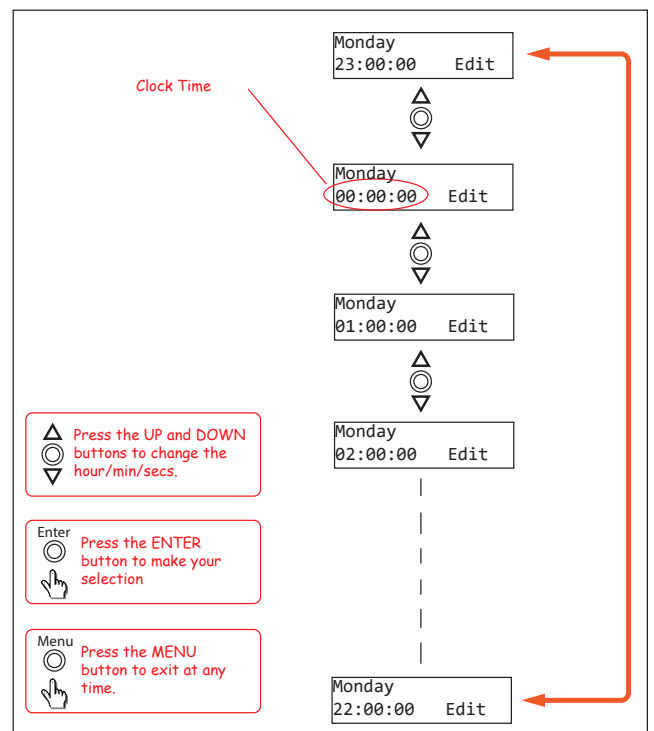 Monday
23:00:00 Edit
Clock Time
Monday
00:00:00 Edit
Monday
01:00:00 Edit
Monday
02:00:00 Edit
Press the UP and DOWN
buttons to change the
hour/min/secs.
Enter
Press the ENTER
button to make your
selection
Menu
Press the MENU
button to exit at any
time.
Monday
22:00:00 Edit